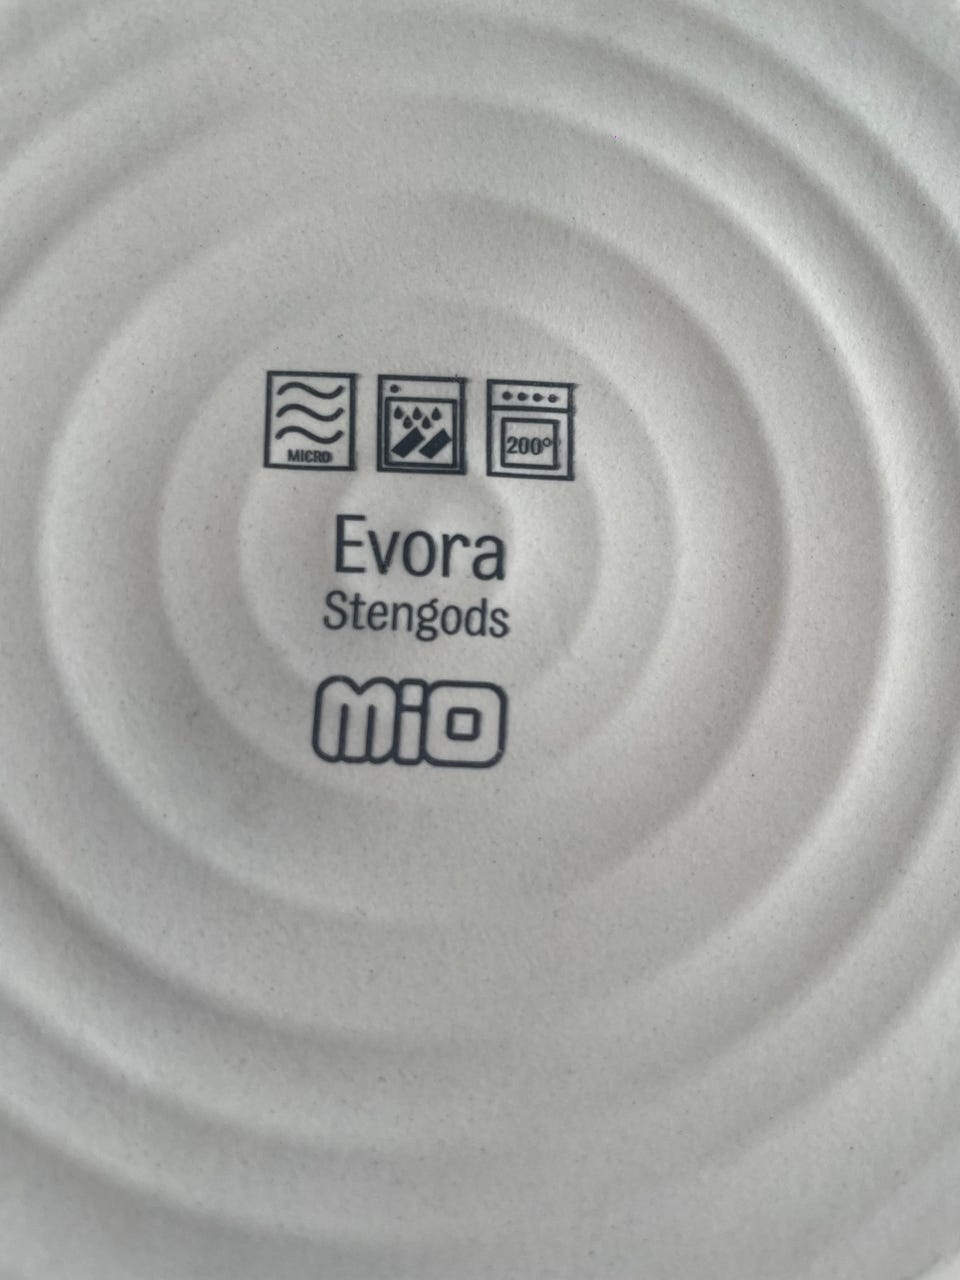 MICRO
200°
Evora
Stengods
MiO